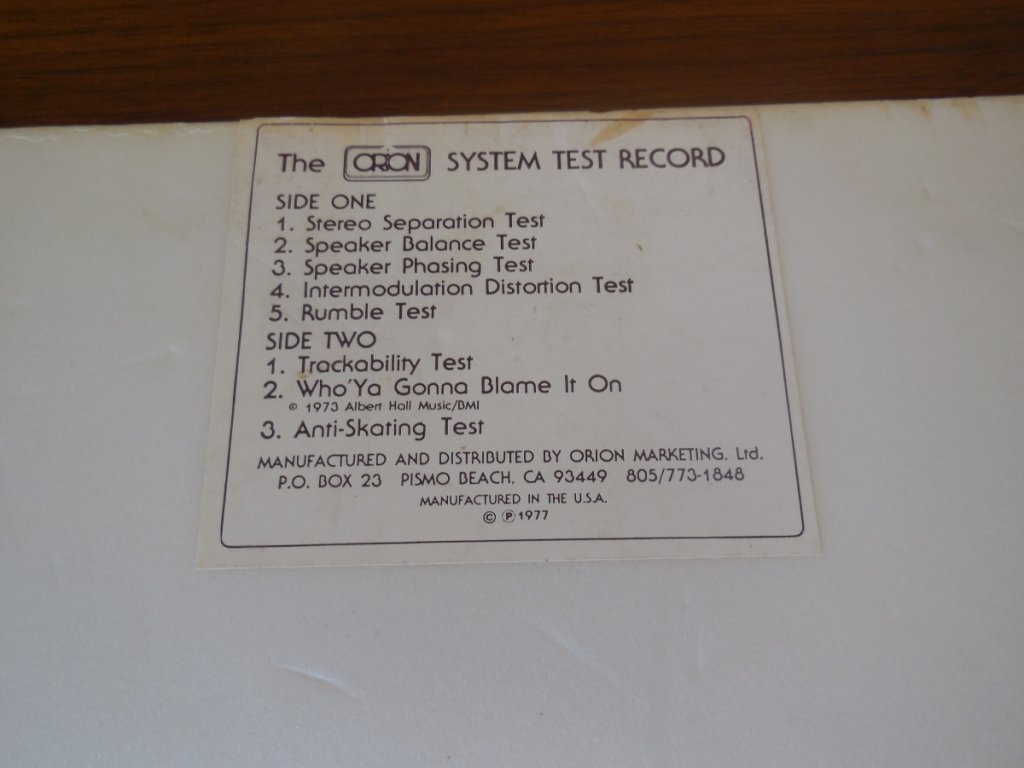 The ORION SYSTEM TEST RECORD
SIDE ONE
1. Stereo Separation Test
2. Speaker Balance Test
3. Speaker Phasing Test
4. Intermodulation Distortion Test
5. Rumble Test
SIDE TWO
1. Trackability Test
2. Who'Ya Gonna Blame It On
© 1973 Albert Hall Music/BMI
3. Anti-Skating Test
MANUFACTURED AND DISTRIBUTED BY ORION MARKETING, Ltd.
P.O. BOX 23 PISMO BEACH, CA 93449 805/773-1848
MANUFACTURED IN THE U.S.A.
© ℗ 1977